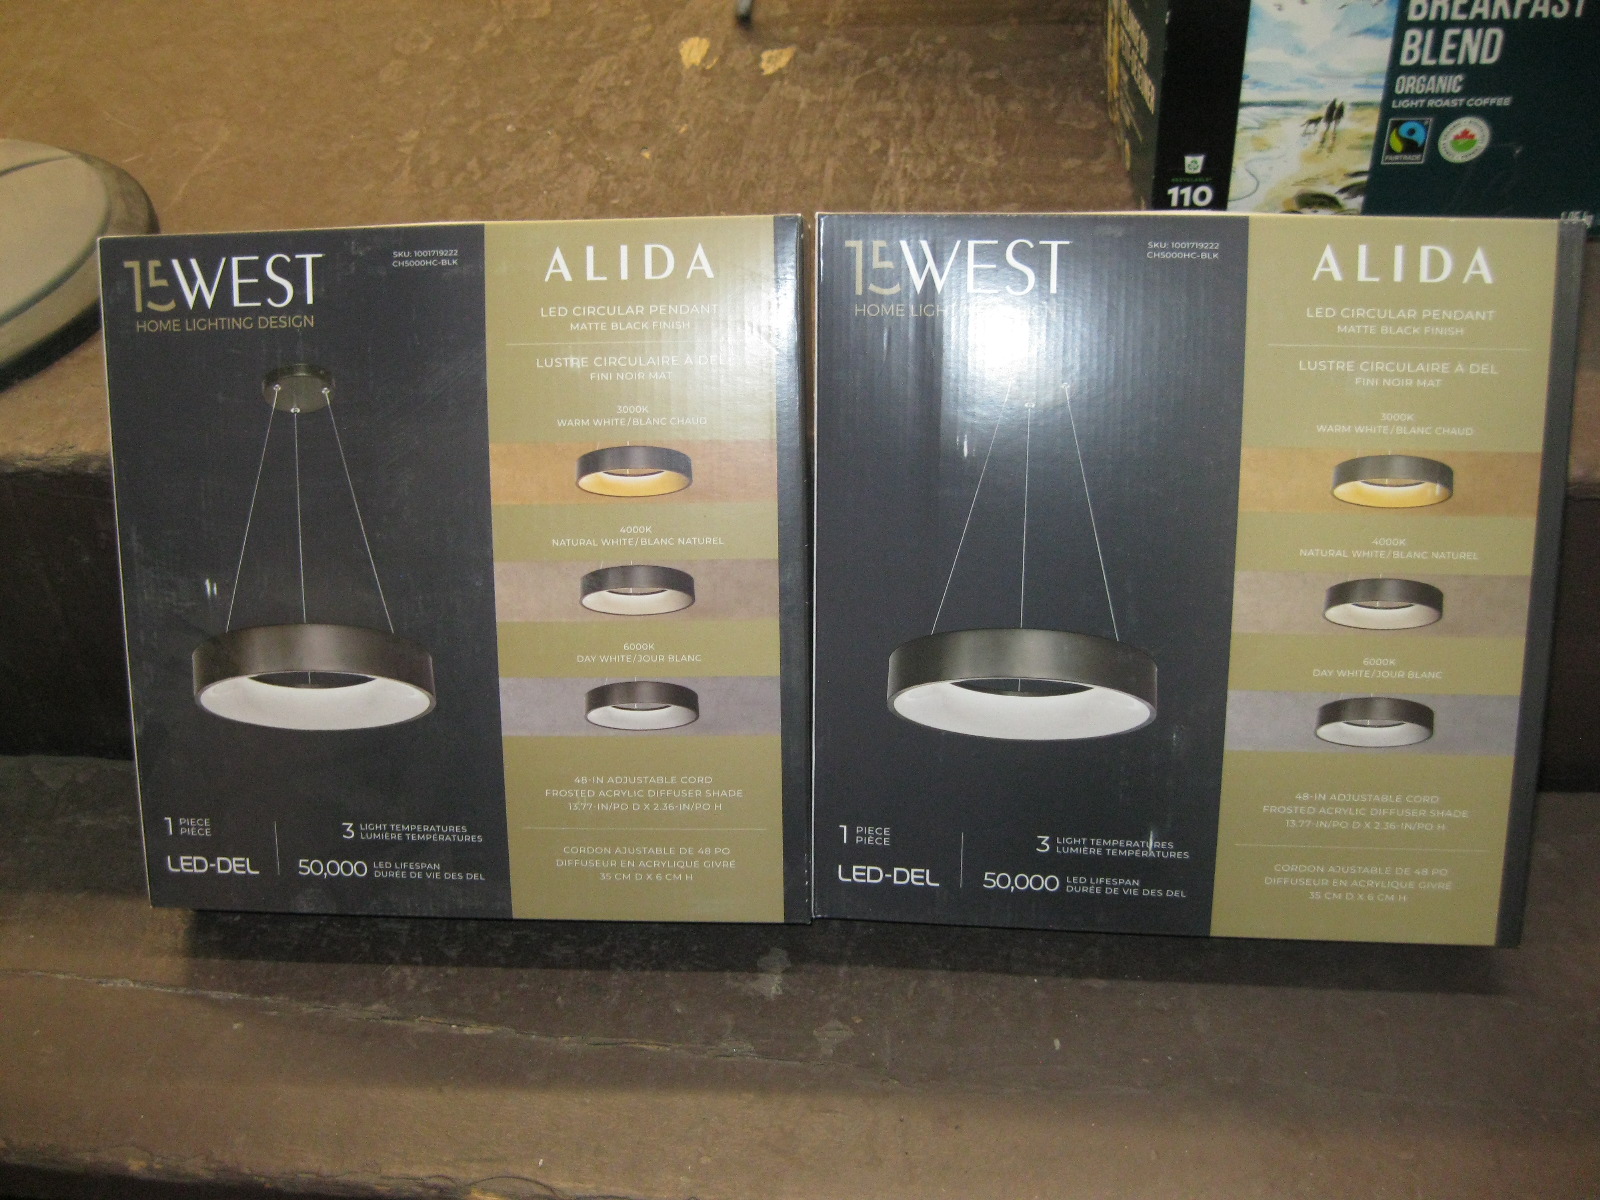 BREAKFAST
BLEND
ORGANIC
LIGHT ROAST COFFEE
FAIRTRADE
RECYCLABLE
110
15WEST
HOME LIGHTING DESIGN
SKU: 1001719222
CH5000HC-BLK
ALIDA
LED CIRCULAR PENDANT
MATTE BLACK FINISH
LUSTRE CIRCULAIRE À DEL
FINI NOIR MAT
3000K
WARM WHITE/BLANC CHAUD
4000K
NATURAL WHITE/BLANC NATUREL
6000K
DAY WHITE/JOUR BLANC
48-IN ADJUSTABLE CORD
FROSTED ACRYLIC DIFFUSER SHADE
13.77-IN/PO D X 2.36-IN/PO H
CORDON AJUSTABLE DE 48 PO
DIFFUSEUR EN ACRYLIQUE GIVRÉ
35 CM D X 6 CM H
1 PIECE
PIÈCE
LED-DEL
3 LIGHT TEMPERATURES
LUMIÈRE TEMPÉRATURES
50,000 LED LIFESPAN
DURÉE DE VIE DES DEL
15WEST
HOME LIGHTING DESIGN
SKU: 1001719222
CH5000HC-BLK
ALIDA
LED CIRCULAR PENDANT
MATTE BLACK FINISH
LUSTRE CIRCULAIRE À DEL
FINI NOIR MAT
3000K
WARM WHITE/BLANC CHAUD
4000K
NATURAL WHITE/BLANC NATUREL
6000K
DAY WHITE/JOUR BLANC
48-IN ADJUSTABLE CORD
FROSTED ACRYLIC DIFFUSER SHADE
13.77-IN/PO D X 2.36-IN/PO H
CORDON AJUSTABLE DE 48 PO
DIFFUSEUR EN ACRYLIQUE GIVRÉ
35 CM D X 6 CM H
1 PIECE
PIÈCE
LED-DEL
3 LIGHT TEMPERATURES
LUMIÈRE TEMPÉRATURES
50,000 LED LIFESPAN
DURÉE DE VIE DES DEL